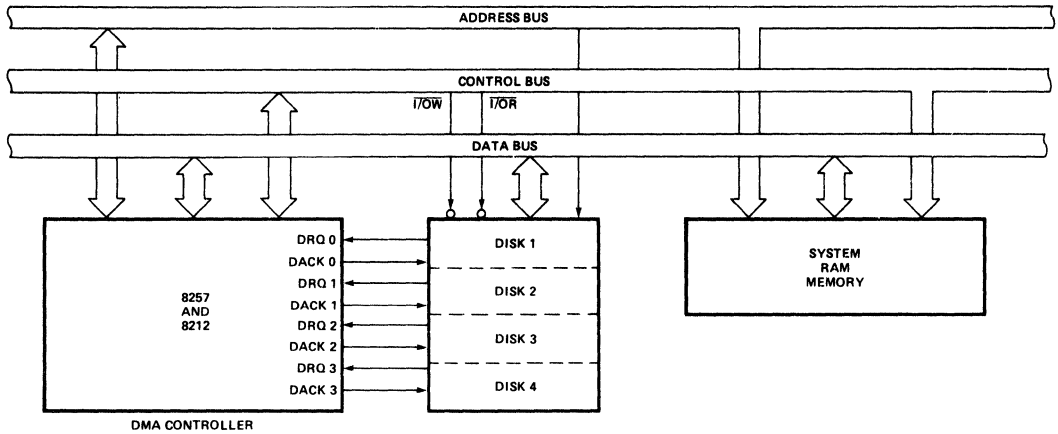 ADDRESS BUS
CONTROL BUS
I/OW
I/OR
DATA BUS
DRQ 0
DACK 0
DRQ 1
DACK 1
DRQ 2
DACK 2
DRQ 3
DACK 3
8257
AND
8212
DISK 1
DISK 2
DISK 3
DISK 4
SYSTEM
RAM
MEMORY
DMA CONTROLLER